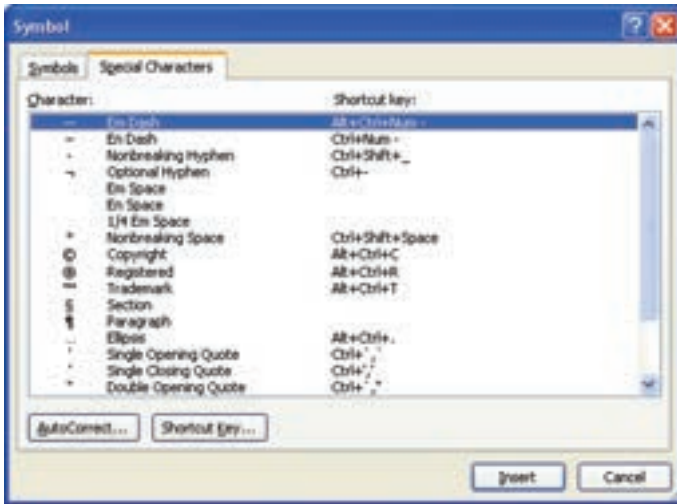 Symbol
Symbols Special Characters
Character: Shortcut key:
— Em Dash Alt+Ctrl+Num -
– En Dash Ctrl+Num -
- Nonbreaking Hyphen Ctrl+Shift+_
¬ Optional Hyphen Ctrl+-
Em Space
En Space
1/4 Em Space
° Nonbreaking Space Ctrl+Shift+Space
© Copyright Alt+Ctrl+C
® Registered Alt+Ctrl+R
™ Trademark Alt+Ctrl+T
§ Section
¶ Paragraph
… Ellipsis Alt+Ctrl+.
‘ Single Opening Quote Ctrl+`,`
’ Single Closing Quote Ctrl+','
“ Double Opening Quote Ctrl+`,"
AutoCorrect... Shortcut Key...
Insert Cancel